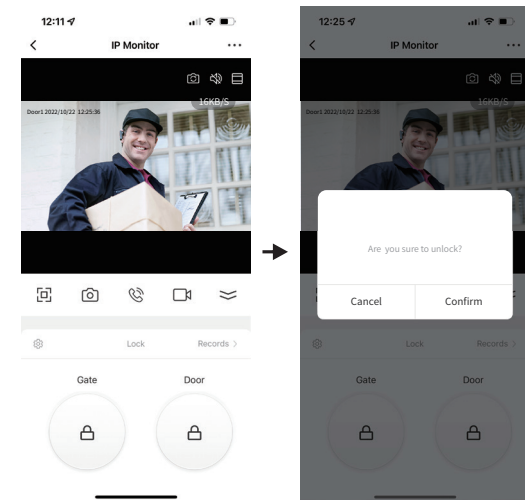 12:11
IP Monitor
16KB/S
Door1 2022/10/22 12:25:36
Lock
Records
Gate
Door
12:25
IP Monitor
16KB/S
Door1 2022/10/22 12:25:36
Are you sure to unlock?
Cancel
Confirm
Lock
Records
Gate
Door